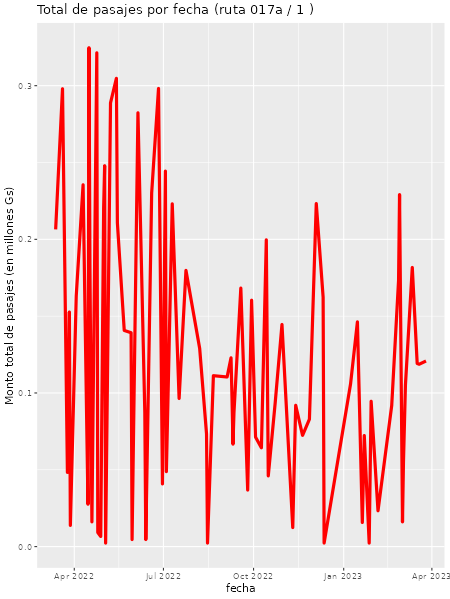 Total de pasajes por fecha (ruta 017a / 1 )
Monto total de pasajes (en millones Gs)
0.3
0.2
0.1
0.0
Apr 2022 Jul 2022 Oct 2022 Jan 2023 Apr 2023
fecha